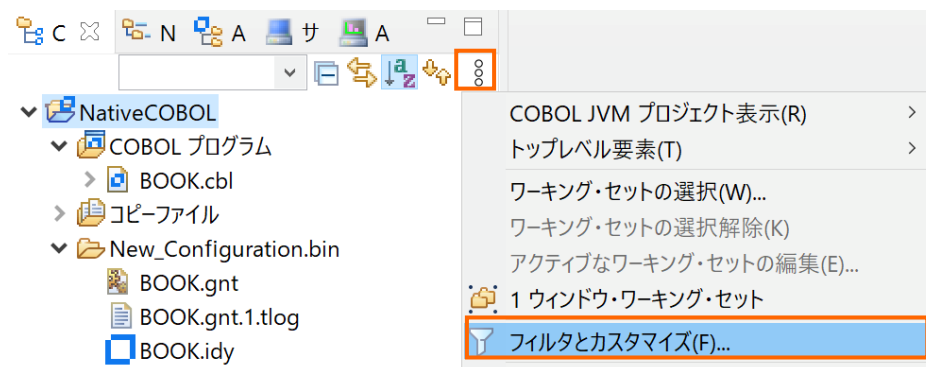 C N A サ A
NativeCOBOL
COBOL プログラム
BOOK.cbl
コピーファイル
New_Configuration.bin
BOOK.gnt
BOOK.gnt.1.tlog
BOOK.idy
COBOL JVM プロジェクト表示(R)
トップレベル要素(T)
ワーキング・セットの選択(W)...
ワーキング・セットの選択解除(K)
アクティブなワーキング・セットの編集(E)...
1 ウィンドウ・ワーキング・セット
フィルタとカスタマイズ(F)...